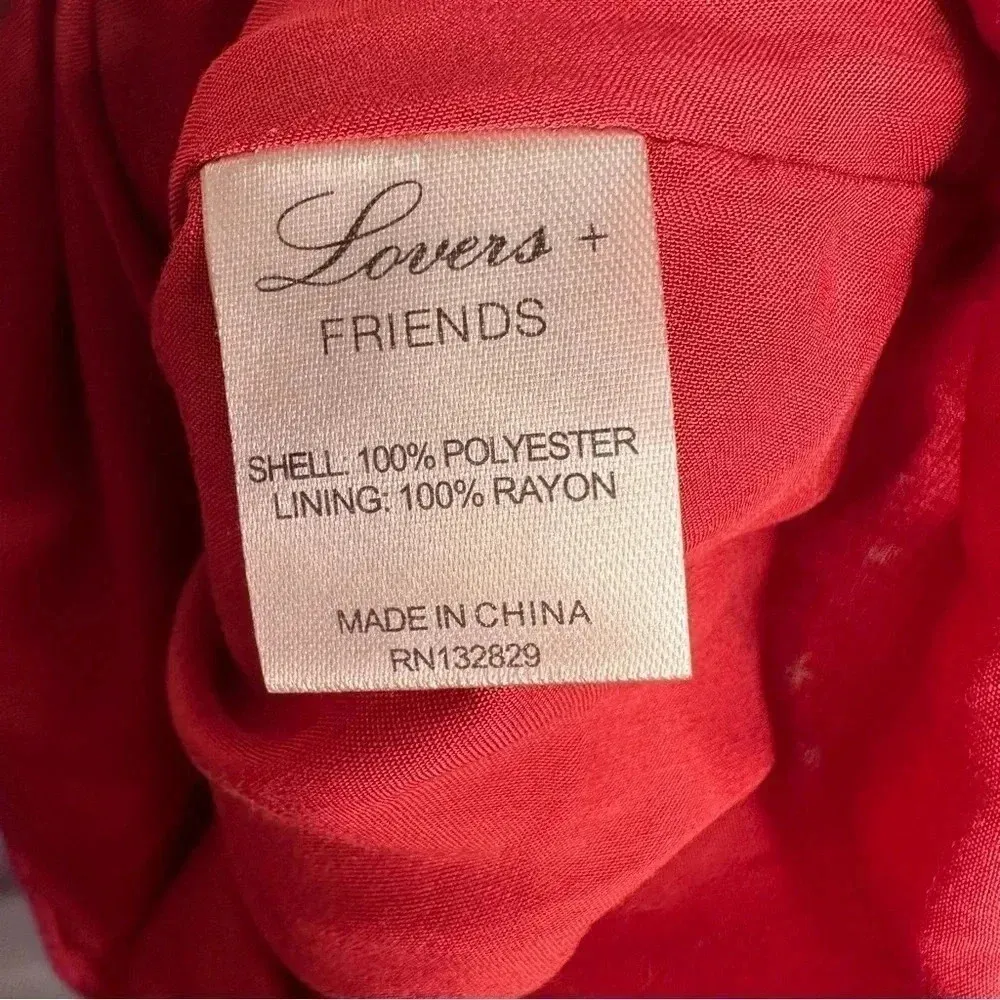 Lovers +
FRIENDS
SHELL: 100% POLYESTER
LINING: 100% RAYON
MADE IN CHINA
RN132829